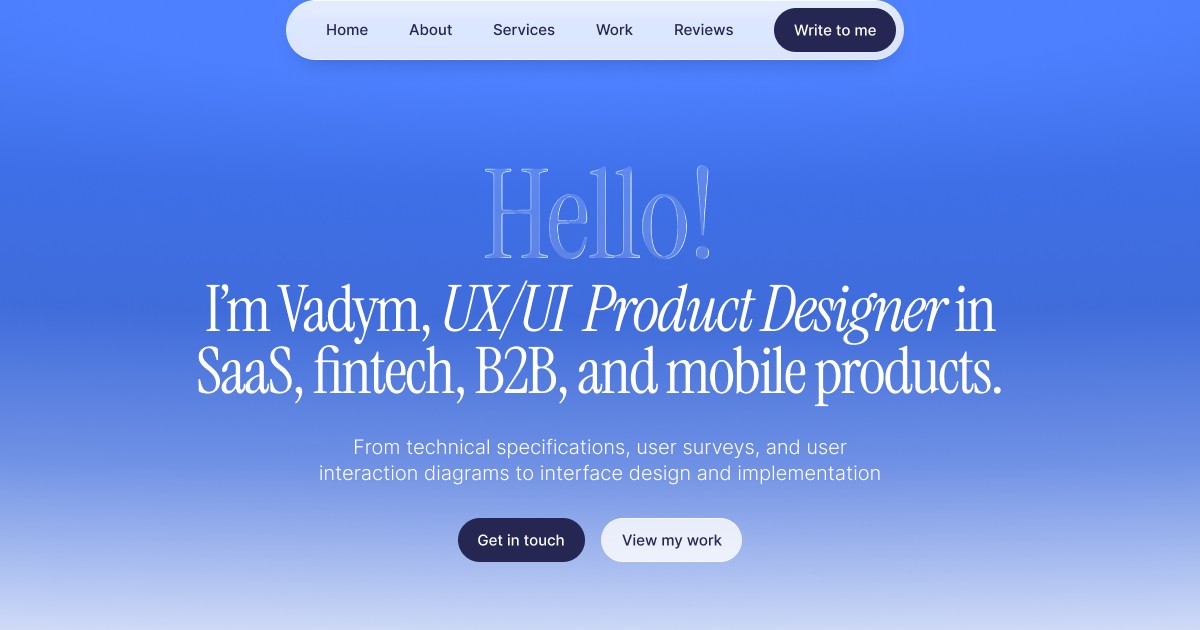 Home About Services Work Reviews Write to me
Hello!
I’m Vadym, UX/UI Product Designer in
SaaS, fintech, B2B, and mobile products.
From technical specifications, user surveys, and user
interaction diagrams to interface design and implementation
Get in touch View my work